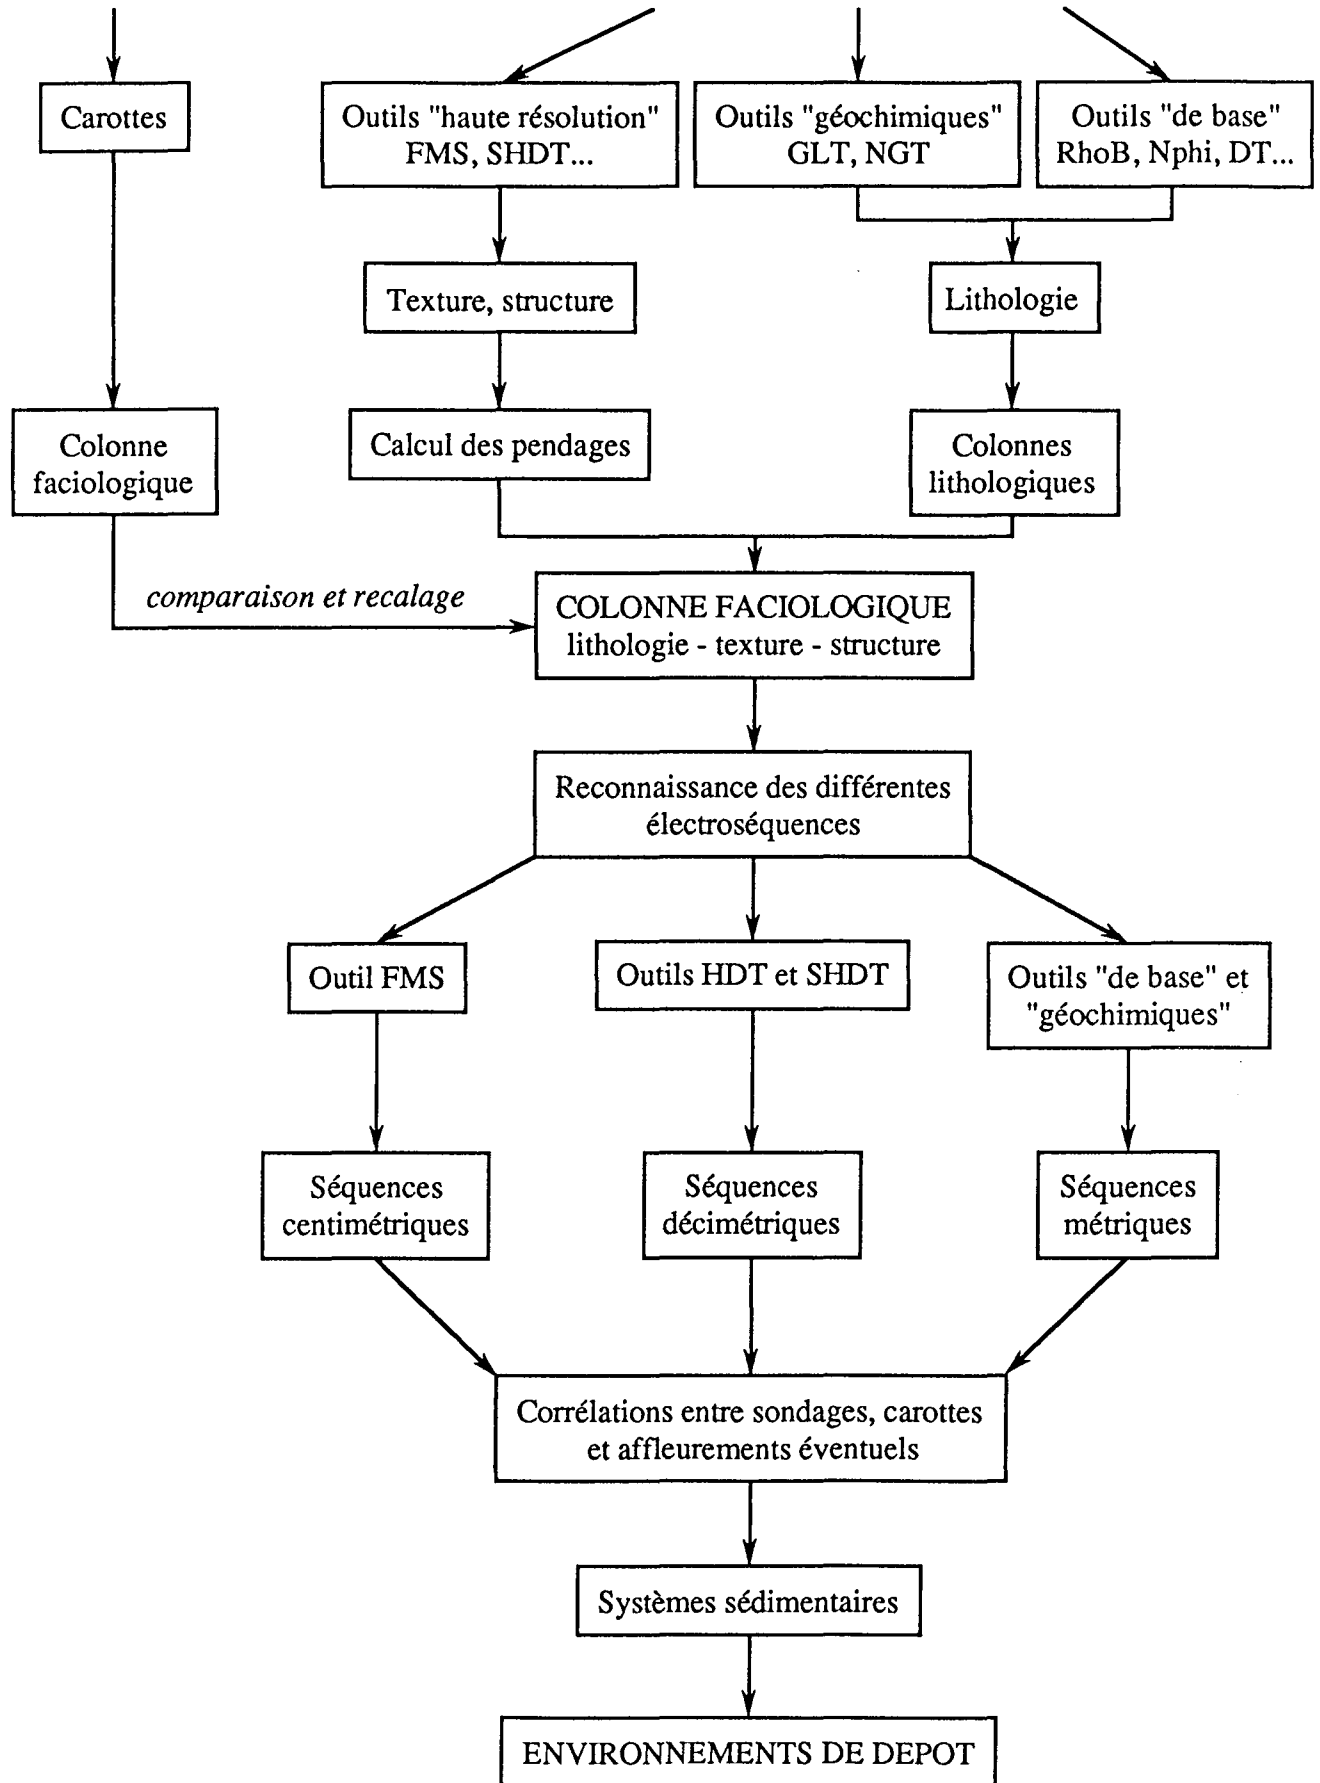 Carottes
Outils "haute résolution"
FMS, SHDT...
Outils "géochimiques"
GLT, NGT
Outils "de base"
RhoB, Nphi, DT...
Texture, structure
Lithologie
Colonne
faciologique
Calcul des pendages
Colonnes
lithologiques
comparaison et recalage
COLONNE FACIOLOGIQUE
lithologie - texture - structure
Reconnaissance des différentes
électroséquences
Outil FMS
Outils HDT et SHDT
Outils "de base" et
"géochimiques"
Séquences
centimétriques
Séquences
décimétriques
Séquences
métriques
Corrélations entre sondages, carottes
et affleurements éventuels
Systèmes sédimentaires
ENVIRONNEMENTS DE DEPOT